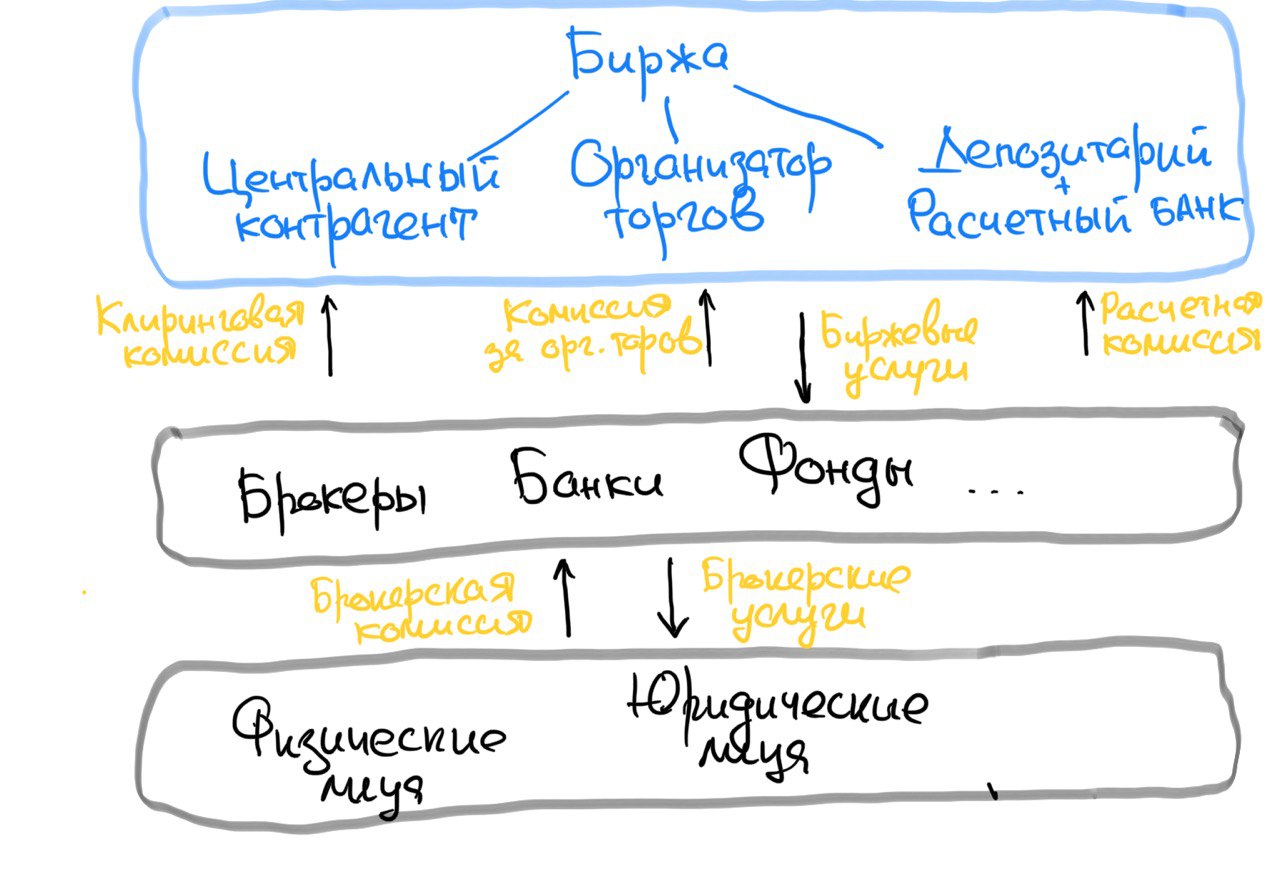 Биржа
Центральный
контрагент
Организатор
торгов
Депозитарий
+
Расчетный БАНК
Клиринговая
комиссия
Комиссия
за орг. торов
Биржевые
услуги
Расчетная
комиссия
Брокеры
Банки
Фонды
...
Брокерская
комиссия
Брокерские
услуги
Физические
лица
Юридические
лица